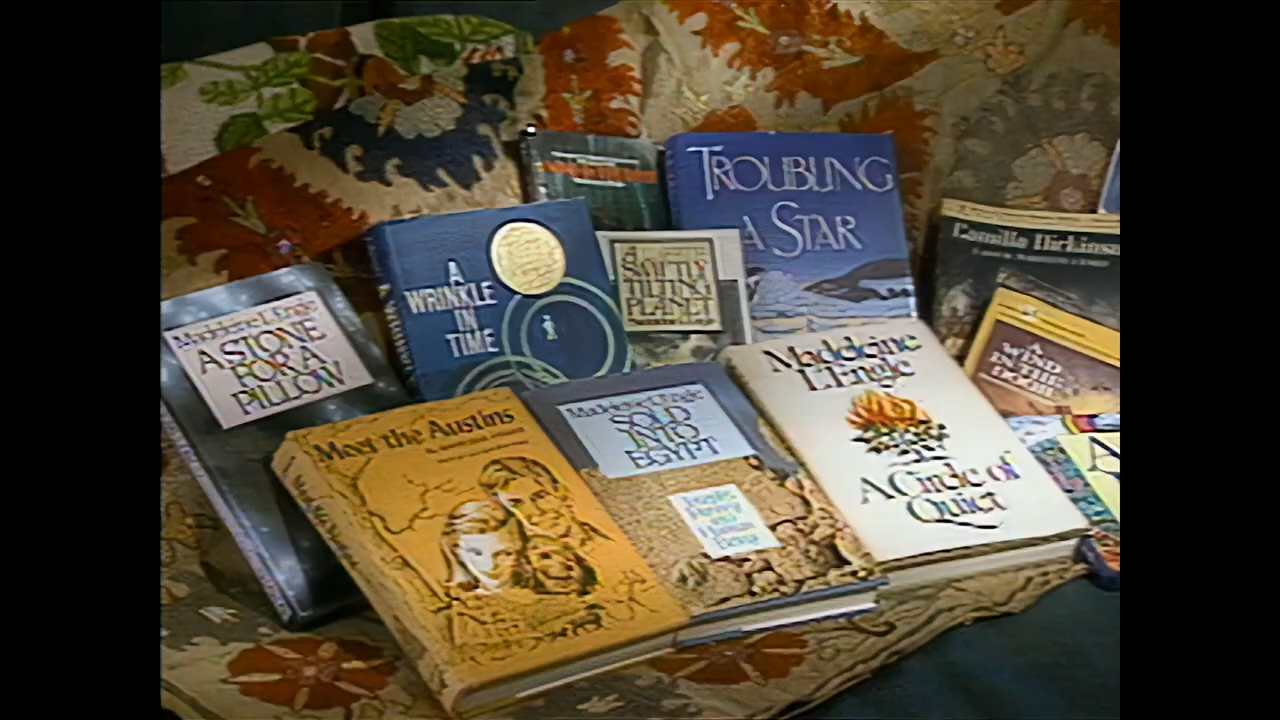 TROUBLING
A STAR
A
WRINKLE
IN
TIME
A
SWIFTLY
TILTING
PLANET
Camilla Dickinson
A WIND
IN THE
DOOR
Madeleine L'Engle
A STONE
FOR A
PILLOW
Meet the Austins
Madeleine L'Engle
SOLD
INTO
EGYPT
Madeleine
L'Engle
A Circle of
Quiet
A